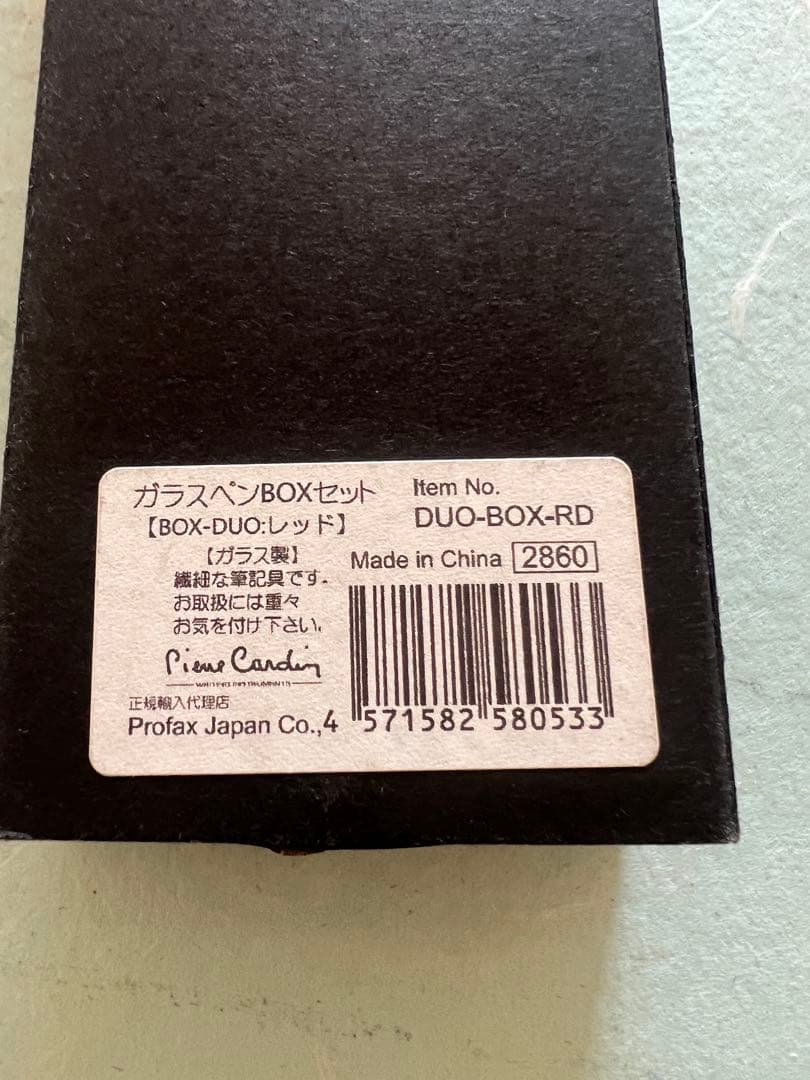 ガラスペンBOXセット
【BOX-DUO:レッド】
Item No.
DUO-BOX-RD
【ガラス製】
繊細な筆記具です。
お取扱には重々
お気を付け下さい。
Made in China 2860
Pierre Cardin
WRITING INSTRUMENTS
正規輸入代理店
Profax Japan Co.,
4 571582 580533